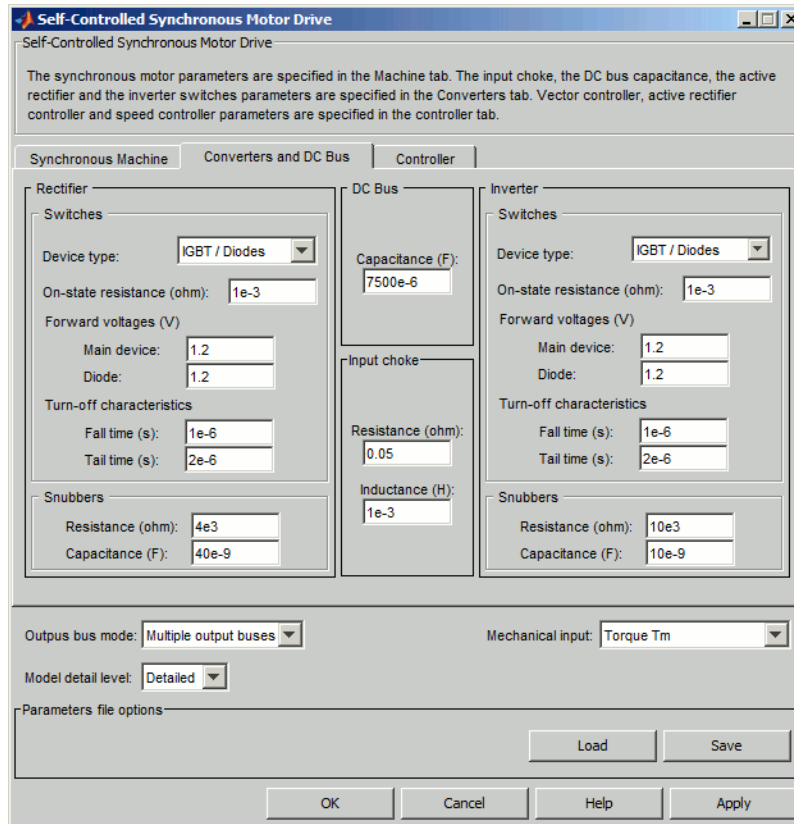 Self-Controlled Synchronous Motor Drive
Self-Controlled Synchronous Motor Drive
The synchronous motor parameters are specified in the Machine tab. The input choke, the DC bus capacitance, the active
rectifier and the inverter switches parameters are specified in the Converters tab. Vector controller, active rectifier
controller and speed controller parameters are specified in the controller tab.
Synchronous Machine
Converters and DC Bus
Controller
Rectifier
Switches
Device type: IGBT / Diodes
On-state resistance (ohm): 1e-3
Forward voltages (V)
Main device: 1.2
Diode: 1.2
Turn-off characteristics
Fall time (s): 1e-6
Tail time (s): 2e-6
Snubbers
Resistance (ohm): 4e3
Capacitance (F): 40e-9
DC Bus
Capacitance (F):
7500e-6
Input choke
Resistance (ohm):
0.05
Inductance (H):
1e-3
Inverter
Switches
Device type: IGBT / Diodes
On-state resistance (ohm): 1e-3
Forward voltages (V)
Main device: 1.2
Diode: 1.2
Turn-off characteristics
Fall time (s): 1e-6
Tail time (s): 2e-6
Snubbers
Resistance (ohm): 10e3
Capacitance (F): 10e-9
Outpus bus mode: Multiple output buses
Mechanical input: Torque Tm
Model detail level: Detailed
Parameters file options
Load
Save
OK
Cancel
Help
Apply